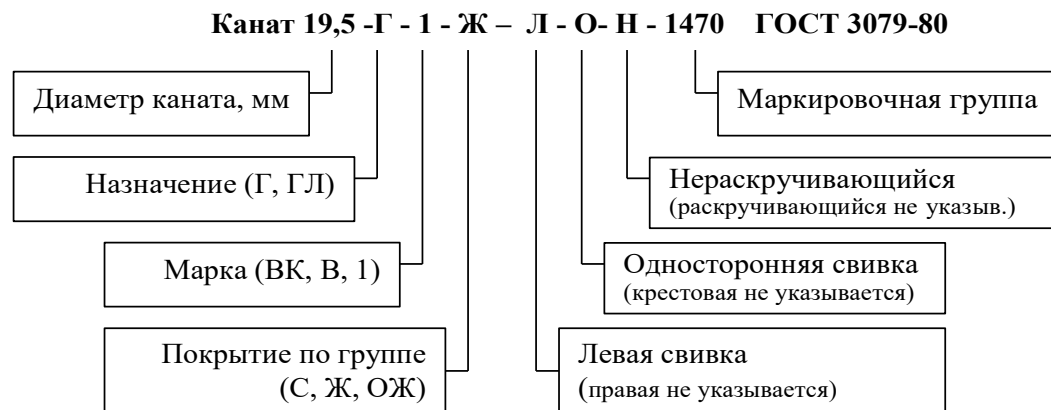 Канат 19,5 -Г - 1 - Ж – Л - О- Н - 1470 ГОСТ 3079-80
Диаметр каната, мм
Маркировочная группа
Назначение (Г, ГЛ)
Нераскручивающийся
(раскручивающийся не указыв.)
Марка (ВК, В, 1)
Односторонняя свивка
(крестовая не указывается)
Покрытие по группе
(С, Ж, ОЖ)
Левая свивка
(правая не указывается)